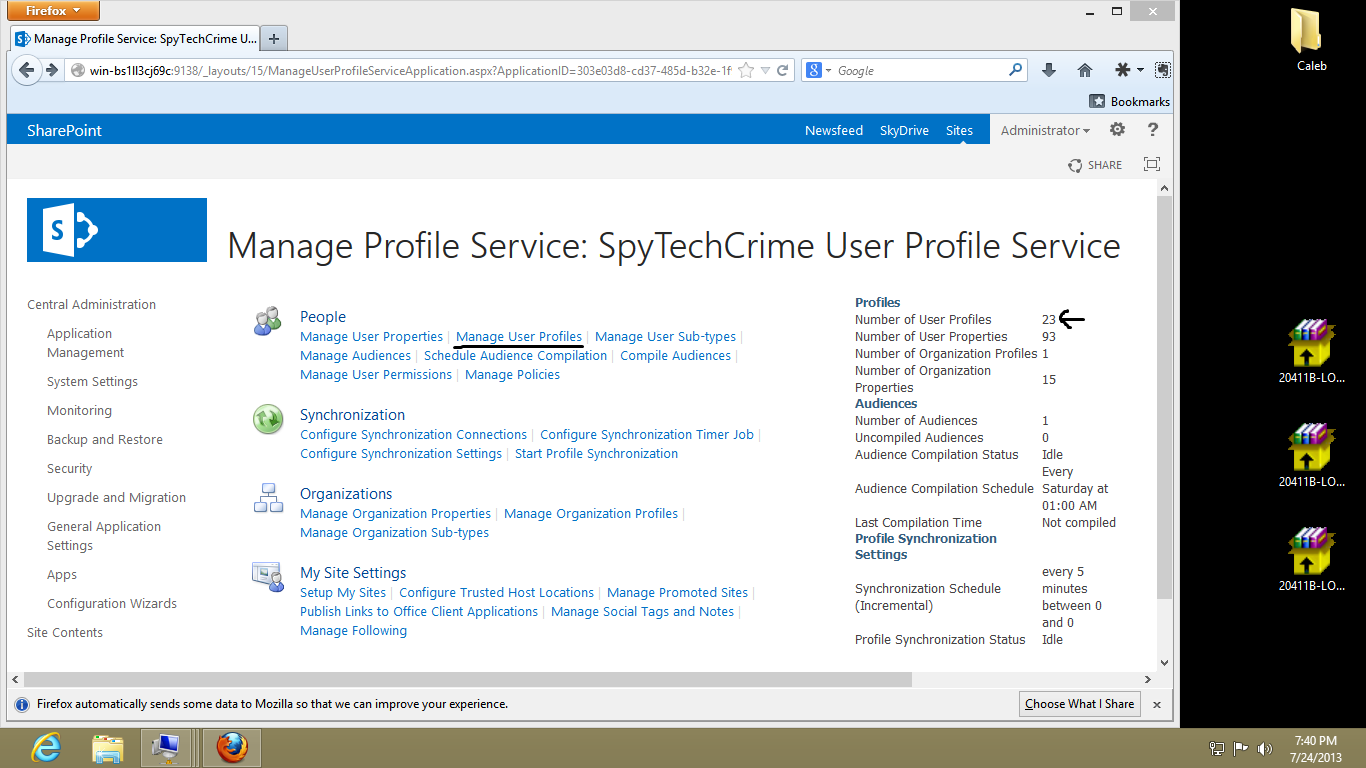 Firefox
Manage Profile Service: SpyTechCrime U...
win-bs1ll3cj69c:9138/_layouts/15/ManageUserProfileServiceApplication.aspx?ApplicationID=303e03d8-cd37-485d-b32e-1f
Google
Bookmarks
SharePoint
Newsfeed SkyDrive Sites Administrator ?
SHARE
S
Manage Profile Service: SpyTechCrime User Profile Service
Central Administration
Application
Management
System Settings
Monitoring
Backup and Restore
Security
Upgrade and Migration
General Application
Settings
Apps
Configuration Wizards
Site Contents
People
Manage User Properties | Manage User Profiles | Manage User Sub-types |
Manage Audiences | Schedule Audience Compilation | Compile Audiences |
Manage User Permissions | Manage Policies
Synchronization
Configure Synchronization Connections | Configure Synchronization Timer Job |
Configure Synchronization Settings | Start Profile Synchronization
Organizations
Manage Organization Properties | Manage Organization Profiles |
Manage Organization Sub-types
My Site Settings
Setup My Sites | Configure Trusted Host Locations | Manage Promoted Sites |
Publish Links to Office Client Applications | Manage Social Tags and Notes |
Manage Following
Profiles
Number of User Profiles 23
Number of User Properties 93
Number of Organization Profiles 1
Number of Organization
Properties 15
Audiences
Number of Audiences 1
Uncompiled Audiences 0
Audience Compilation Status Idle
Audience Compilation Schedule Every
Saturday at
01:00 AM
Last Compilation Time Not compiled
Profile Synchronization
Settings
Synchronization Schedule
(Incremental) every 5
minutes
between 0
and 0
Profile Synchronization Status Idle
Firefox automatically sends some data to Mozilla so that we can improve your experience.
Choose What I Share
Caleb
20411B-LO...
20411B-LO...
20411B-LO...
7:40 PM
7/24/2013